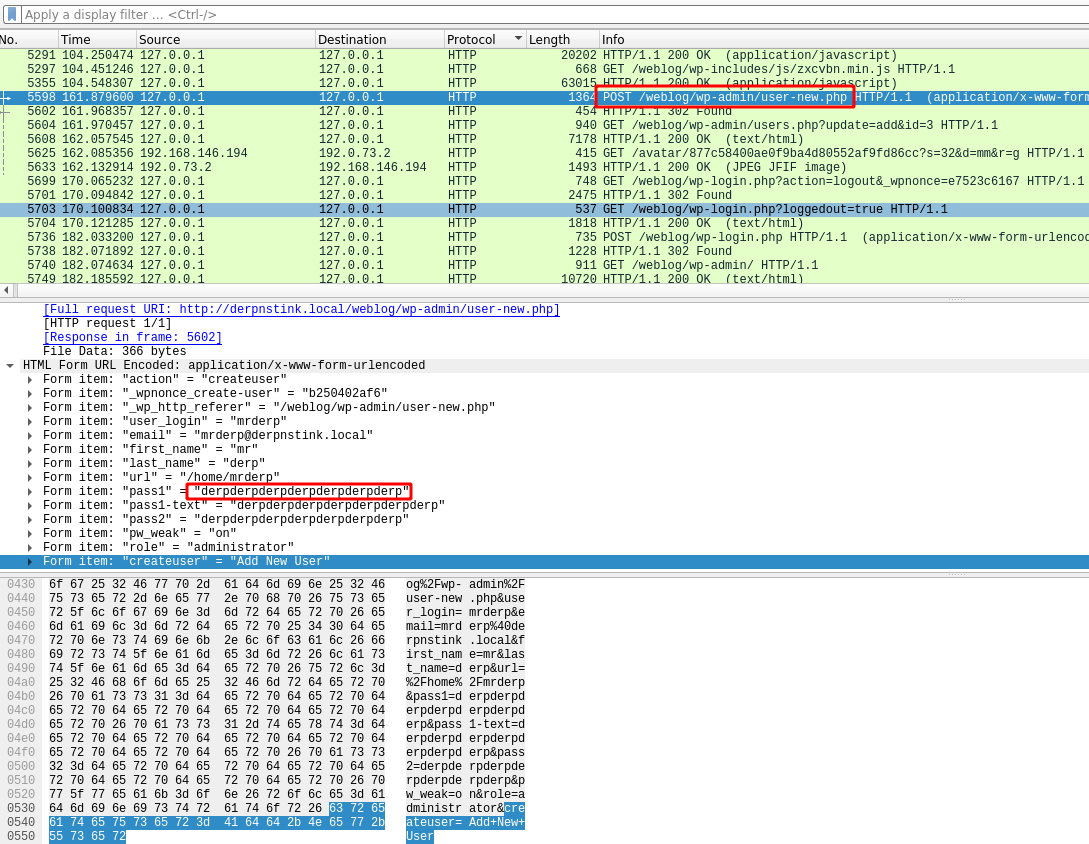 Apply a display filter … <Ctrl-/>
No. Time Source Destination Protocol Length Info
5291 104.250474 127.0.0.1 127.0.0.1 HTTP 20202 HTTP/1.1 200 OK  (application/javascript)
5297 104.451246 127.0.0.1 127.0.0.1 HTTP 668 GET /weblog/wp-includes/js/zxcvbn.min.js HTTP/1.1
5355 104.548307 127.0.0.1 127.0.0.1 HTTP 63015 HTTP/1.1 200 OK  (application/javascript)
5598 161.879600 127.0.0.1 127.0.0.1 HTTP 1364 POST /weblog/wp-admin/user-new.php HTTP/1.1  (application/x-www-form
5602 161.968357 127.0.0.1 127.0.0.1 HTTP 454 HTTP/1.1 302 Found
5604 161.970457 127.0.0.1 127.0.0.1 HTTP 940 GET /weblog/wp-admin/users.php?update=add&id=3 HTTP/1.1
5608 162.057545 127.0.0.1 127.0.0.1 HTTP 7178 HTTP/1.1 200 OK  (text/html)
5625 162.085356 192.168.146.194 192.0.73.2 HTTP 415 GET /avatar/877c58400ae0f9ba4d80552af9fd86cc?s=32&d=mm&r=g HTTP/1.1
5633 162.132914 192.0.73.2 192.168.146.194 HTTP 1493 HTTP/1.1 200 OK  (JPEG JFIF image)
5699 170.065232 127.0.0.1 127.0.0.1 HTTP 748 GET /weblog/wp-login.php?action=logout&_wpnonce=e7523c6167 HTTP/1.1
5701 170.094842 127.0.0.1 127.0.0.1 HTTP 2475 HTTP/1.1 302 Found
5703 170.100834 127.0.0.1 127.0.0.1 HTTP 537 GET /weblog/wp-login.php?loggedout=true HTTP/1.1
5704 170.121285 127.0.0.1 127.0.0.1 HTTP 1818 HTTP/1.1 200 OK  (text/html)
5736 182.033200 127.0.0.1 127.0.0.1 HTTP 735 POST /weblog/wp-login.php HTTP/1.1  (application/x-www-form-urlencoc
5738 182.071892 127.0.0.1 127.0.0.1 HTTP 1228 HTTP/1.1 302 Found
5740 182.074634 127.0.0.1 127.0.0.1 HTTP 911 GET /weblog/wp-admin/ HTTP/1.1
5749 182.185592 127.0.0.1 127.0.0.1 HTTP 10720 HTTP/1.1 200 OK  (text/html)
[Full request URI: http://derpnstink.local/weblog/wp-admin/user-new.php]
[HTTP request 1/1]
[Response in frame: 5602]
File Data: 366 bytes
HTML Form URL Encoded: application/x-www-form-urlencoded
Form item: "action" = "createuser"
Form item: "_wpnonce_create-user" = "b250402af6"
Form item: "_wp_http_referer" = "/weblog/wp-admin/user-new.php"
Form item: "user_login" = "mrderp"
Form item: "email" = "mrderp@derpnstink.local"
Form item: "first_name" = "mr"
Form item: "last_name" = "derp"
Form item: "url" = "/home/mrderp"
Form item: "pass1" = "derpderpderpderpderpderpderp"
Form item: "pass1-text" = "derpderpderpderpderpderpderp"
Form item: "pass2" = "derpderpderpderpderpderpderp"
Form item: "pw_weak" = "on"
Form item: "role" = "administrator"
Form item: "createuser" = "Add New User"
0430 6f 67 25 32 46 77 70 2d 61 64 6d 69 6e 25 32 46 og%2Fwp- admin%2F
0440 75 73 65 72 2d 6e 65 77 2e 70 68 70 26 75 73 65 user-new .php&use
0450 72 5f 6c 6f 67 69 6e 3d 6d 72 64 65 72 70 26 65 r_login= mrderp&e
0460 6d 61 69 6c 3d 6d 72 64 65 72 70 25 34 30 64 65 mail=mrd erp%40de
0470 72 70 6e 73 74 69 6e 6b 2e 6c 6f 63 61 6c 26 66 rpnstink .local&f
0480 69 72 73 74 5f 6e 61 6d 65 3d 6d 72 26 6c 61 73 irst_nam e=mr&las
0490 74 5f 6e 61 6d 65 3d 64 65 72 70 26 75 72 6c 3d t_name=d erp&url=
04a0 25 32 46 68 6f 6d 65 25 32 46 6d 72 64 65 72 70 %2Fhome% 2Fmrderp
04b0 26 70 61 73 73 31 3d 64 65 72 70 64 65 72 70 64 &pass1=d erpderpd
04c0 65 72 70 64 65 72 70 64 65 72 70 64 65 72 70 64 erpderpd erpderpd
04d0 65 72 70 26 70 61 73 73 31 2d 74 65 78 74 3d 64 erp&pass 1-text=d
04e0 65 72 70 64 65 72 70 64 65 72 70 64 65 72 70 64 erpderpd erpderpd
04f0 65 72 70 64 65 72 70 64 65 72 70 26 70 61 73 73 erpderpd erp&pass
0500 32 3d 64 65 72 70 64 65 72 70 64 65 72 70 64 65 2=derpde rpderpde
0510 72 70 64 65 72 70 64 65 72 70 64 65 72 70 26 70 rpderpde rpderp&p
0520 77 5f 77 65 61 6b 3d 6f 6e 26 72 6f 6c 65 3d 61 w_weak=o n&role=a
0530 64 6d 69 6e 69 73 74 72 61 74 6f 72 26 63 72 65 dministr ator&cre
0540 61 74 65 75 73 65 72 3d 41 64 64 2b 4e 65 77 2b ateuser= Add+New+
0550 55 73 65 72 User